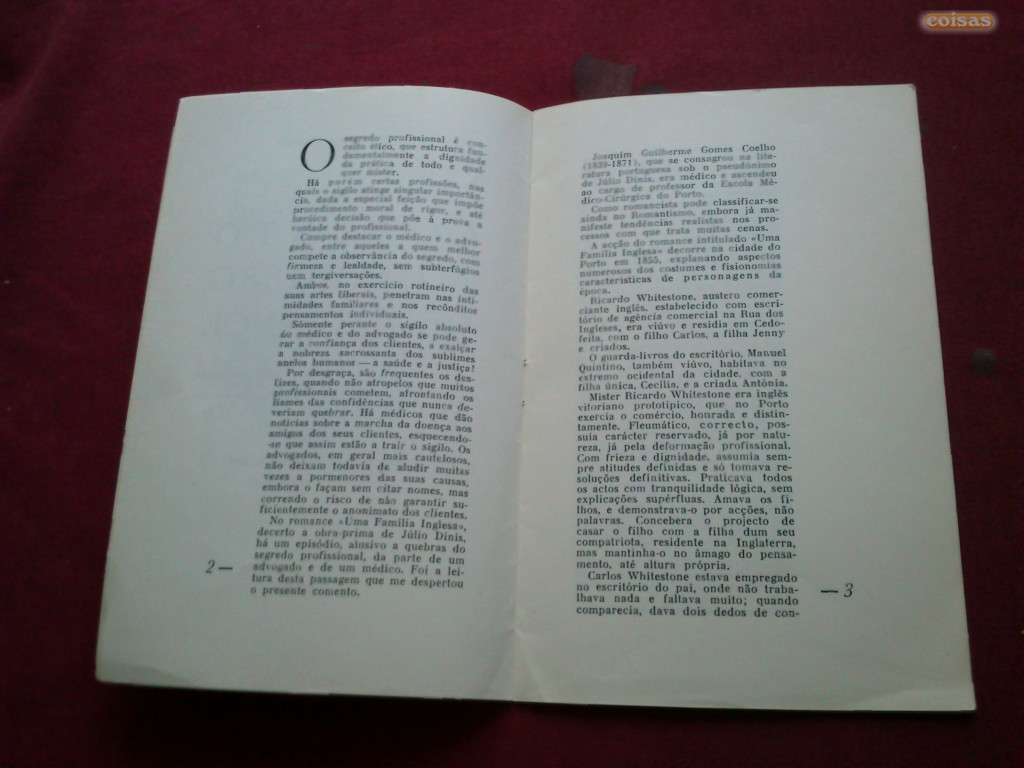 coisas
O segredo profissional é con-
ceito ético, que estrutura fun-
damentalmente a dignidade
da prática de todo e qual-
quer mister.
Há porém certas profissões, nas
quais o sigilo atinge singular importân-
cia, dada a especial feição que impõe
procedimento moral de rigor, e até
heróica decisão que põe à prova a
vontade do profissional.
Cumpre destacar o médico e o advo-
gado, entre aqueles a quem melhor
compete a observância do segredo, com
firmeza e lealdade, sem subterfúgios
nem tergiversações.
Ambos, no exercício rotineiro das
suas artes liberais, penetram nas inti-
midades familiares e nos recônditos
pensamentos individuais.
Sòmente perante o sigilo absoluto
do médico e do advogado se pode ge-
rar a confiança dos clientes, a exalçar
a nobreza sacrossanta dos sublimes
anelos humanos — a saúde e a justiça!
Por desgraça, são frequentes os des-
lizes, quando não atropelos que muitos
profissionais cometem, afrontando os
liames das confidências que nunca de-
veriam quebrar. Há médicos que dão
notícias sobre a marcha da doença aos
amigos dos seus clientes, esquecendo-
-se que assim estão a trair o sigilo. Os
advogados, em geral mais cautelosos,
não deixam todavia de aludir muitas
vezes a pormenores das suas causas,
embora o façam sem citar nomes, mas
correndo o risco de não garantir su-
ficientemente o anonimato dos clientes.
No romance «Uma Família Inglesa»,
decerto a obra-prima de Júlio Dinis,
há um episódio, alusivo a quebras do
segredo profissional, da parte de um
advogado e de um médico. Foi a lei-
tura desta passagem que me despertou
o presente comento.
2 —
Joaquim Guilherme Gomes Coelho
(1839-1871), que se consagrou na lite-
ratura portuguesa sob o pseudónimo
de Júlio Dinis, era médico e ascendeu
ao cargo de professor da Escola Mé-
dico-Cirúrgica do Porto.
Como romancista pode classificar-se
ainda no Romantismo, embora já ma-
nifeste tendências realistas nos pro-
cessos com que trata muitas cenas.
A acção do romance intitulado «Uma
Família Inglesa» decorre na cidade do
Porto em 1855, explanando aspectos
numerosos dos costumes e fisionomias
características de personagens da
época.
Ricardo Whitestone, austero comer-
ciante inglês, estabelecido com escri-
tório de agência comercial na Rua dos
Ingleses, era viúvo e residia em Cedo-
feita, com o filho Carlos, a filha Jenny
e criados.
O guarda-livros do escritório, Manuel
Quintino, também viúvo, habitava no
extremo ocidental da cidade, com a
filha única, Cecília, e a criada Antónia.
Mister Ricardo Whitestone era inglês
vitoriano prototípico, que no Porto
exercia o comércio, honrada e distin-
tamente. Fleumático, correcto, pos-
suia carácter reservado, já por natu-
reza, já pela deformação profissional.
Com frieza e dignidade, assumia sem-
pre atitudes definidas e só tomava re-
soluções definitivas. Praticava todos
os actos com tranquilidade lógica, sem
explicações supérfluas. Amava os fi-
lhos, e demonstrava-o por acções, não
palavras. Concebera o projecto de
casar o filho com a filha dum seu
compatriota, residente na Inglaterra,
mas mantinha-o no âmago do pensa-
mento, até altura própria.
Carlos Whitestone estava empregado
no escritório do pai, onde não traba-
lhava nada e faltava muito; quando
comparecia, dava dois dedos de con-
— 3